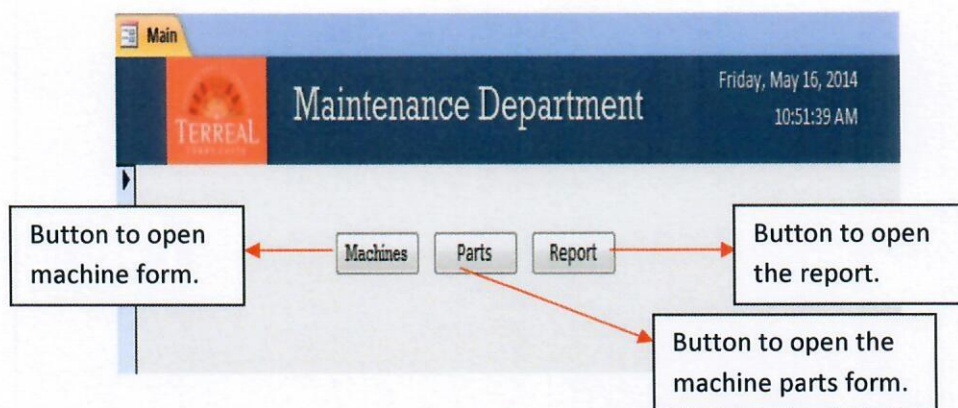 Main
Maintenance Department
Friday, May 16, 2014
10:51:39 AM
TERREAL
Button to open
machine form.
Machines
Parts
Report
Button to open
the report.
Button to open the
machine parts form.